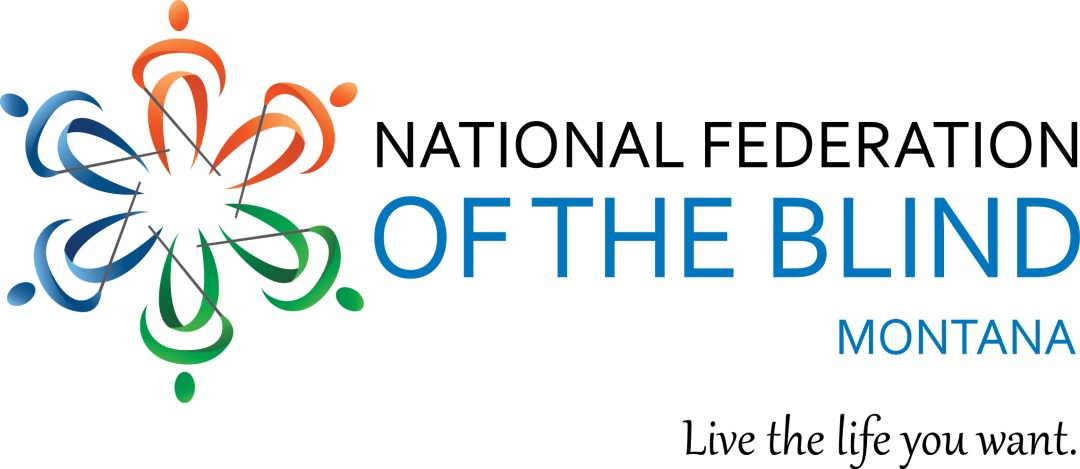 NATIONAL FEDERATION
OF THE BLIND
MONTANA
Live the life you want.